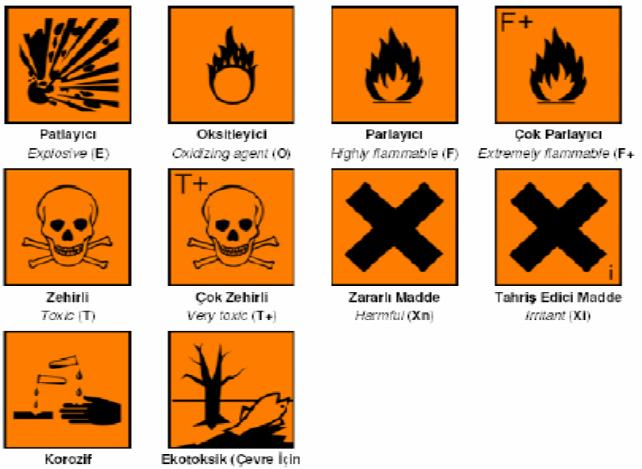 F+
Patlayıcı
Explosive (E)
Oksitleyici
Oxidizing agent (O)
Parlayıcı
Highly flammable (F)
Çok Parlayıcı
Extremely flammable (F+
T+
i
Zehirli
Toxic (T)
Çok Zehirli
Very toxic (T+)
Zararlı Madde
Harmful (Xn)
Tahriş Edici Madde
Irritant (Xi)
Korozif
Ekotoksik (Çevre İçin